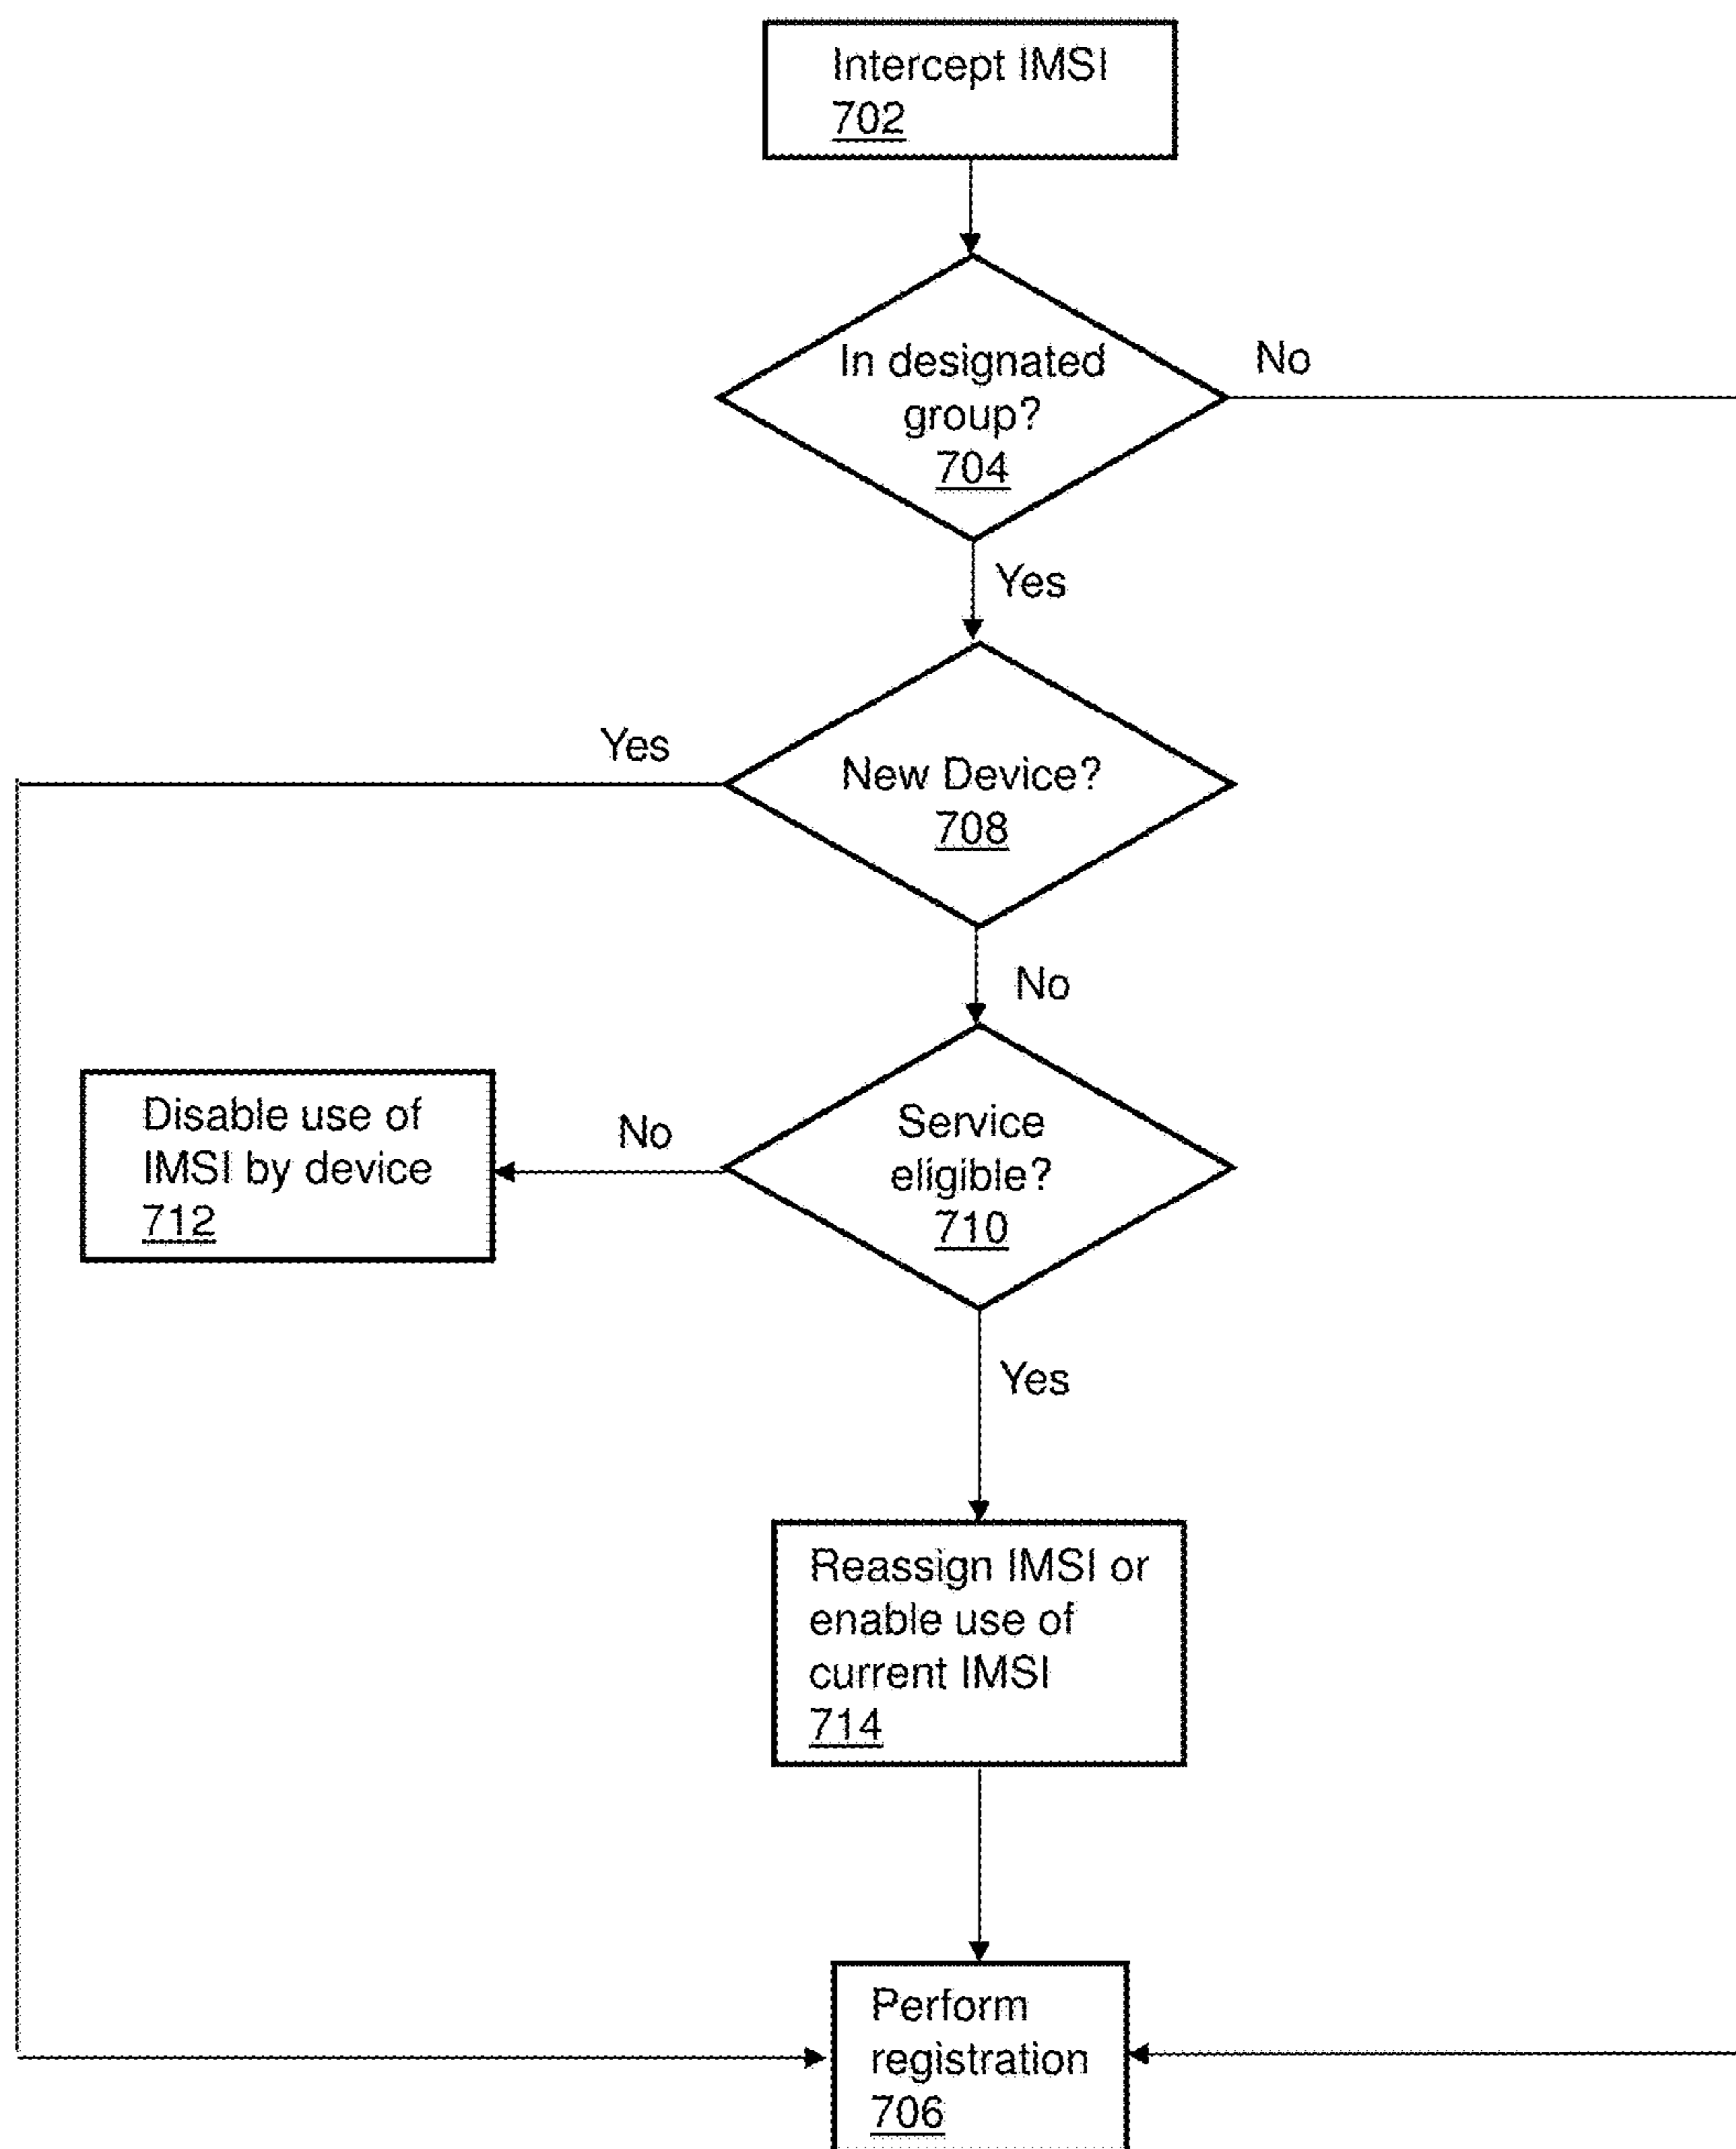 Intercept IMSI
702
In designated
group?
704
No
Yes
New Device?
708
Yes
No
Service
eligible?
710
No
Disable use of
IMSI by device
712
Yes
Reassign IMSI or
enable use of
current IMSI
714
Perform
registration
706